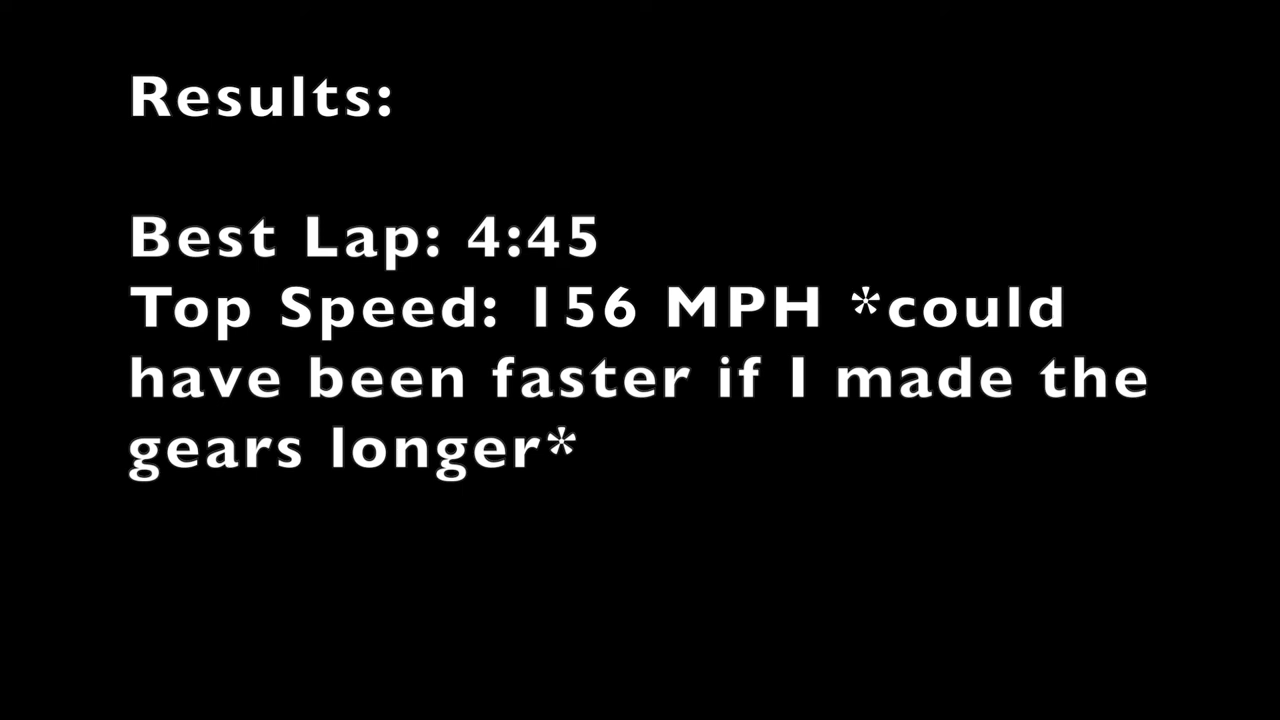 Results:
Best Lap: 4:45
Top Speed: 156 MPH *could
have been faster if I made the
gears longer*